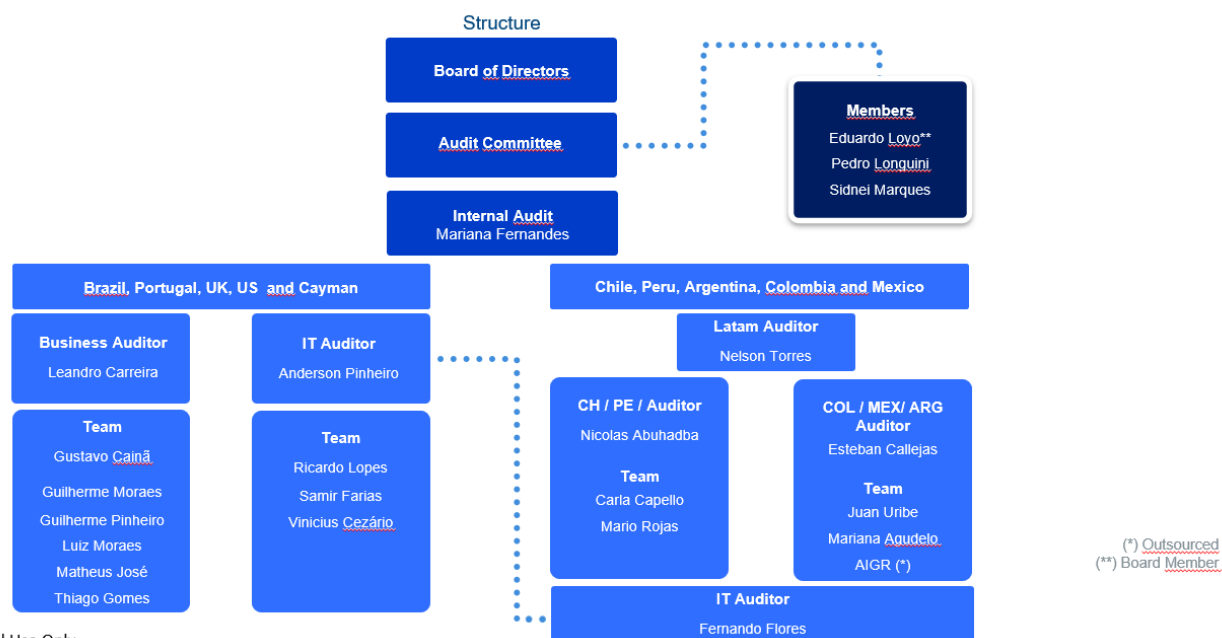 Structure
Board of Directors
Audit Committee
Members
Eduardo Loyo**
Pedro Longuini
Sidnei Marques
Internal Audit
Mariana Fernandes
Brazil, Portugal, UK, US and Cayman
Business Auditor
Leandro Carreira
IT Auditor
Anderson Pinheiro
Team
Gustavo Cainã
Guilherme Moraes
Guilherme Pinheiro
Luiz Moraes
Matheus José
Thiago Gomes
Team
Ricardo Lopes
Samir Farias
Vinicius Cezário
Chile, Peru, Argentina, Colombia and Mexico
Latam Auditor
Nelson Torres
CH / PE / Auditor
Nicolas Abuhadba
Team
Carla Capello
Mario Rojas
COL / MEX/ ARG
Auditor
Esteban Callejas
Team
Juan Uribe
Mariana Agudelo
AIGR (*)
IT Auditor
Fernando Flores
(*) Outsourced
(**) Board Member
Use Only